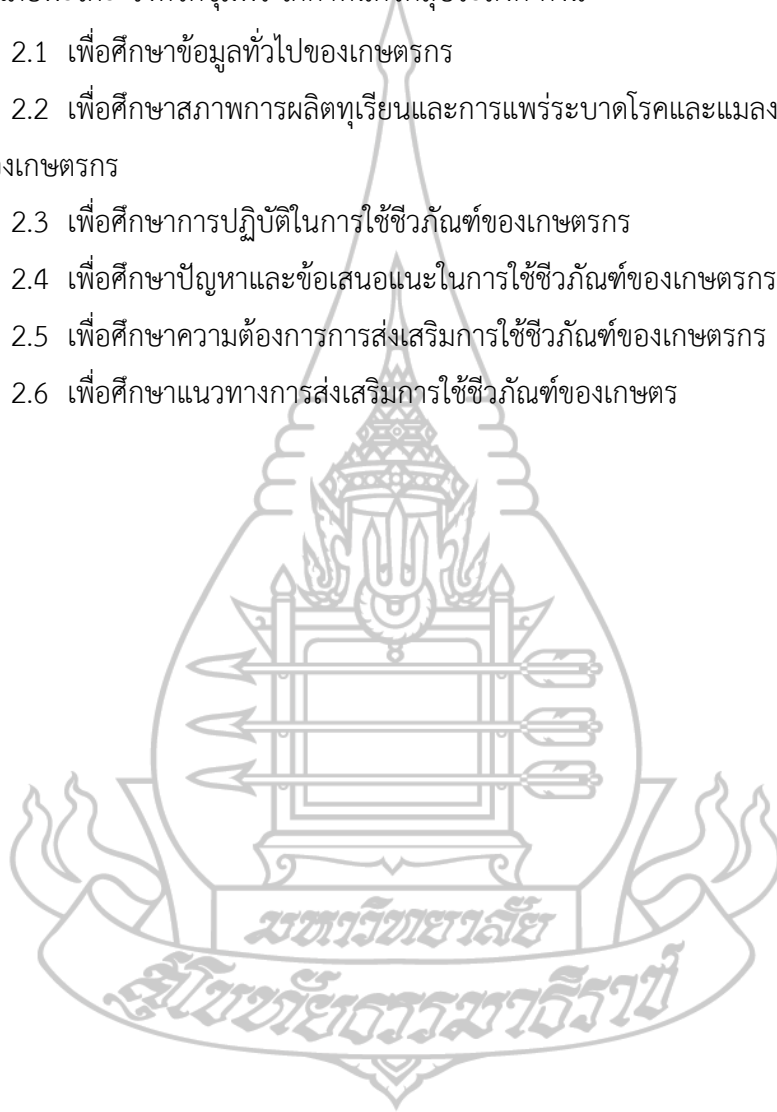 2.1 เพื่อศึกษาข้อมูลทั่วไปของเกษตรกร
2.2 เพื่อศึกษาสภาพการผลิตทุเรียนและการแพร่ระบาดโรคและแมลง
งเกษตรกร
2.3 เพื่อศึกษาการปฏิบัติในการใช้ชีวภัณฑ์ของเกษตรกร
2.4 เพื่อศึกษาปัญหาและข้อเสนอแนะในการใช้ชีวภัณฑ์ของเกษตรกร
2.5 เพื่อศึกษาความต้องการการส่งเสริมการใช้ชีวภัณฑ์ของเกษตรกร
2.6 เพื่อศึกษาแนวทางการส่งเสริมการใช้ชีวภัณฑ์ของเกษตร
มหาวิทยาลัย
สุโขทัยธรรมาธิราช